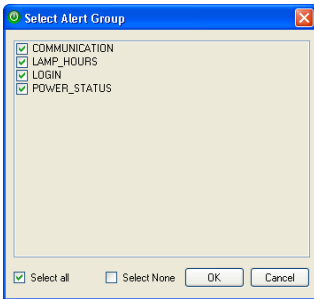 Select Alert Group
COMMUNICATION
LAMP_HOURS
LOGIN
POWER_STATUS
Select all Select None OK Cancel